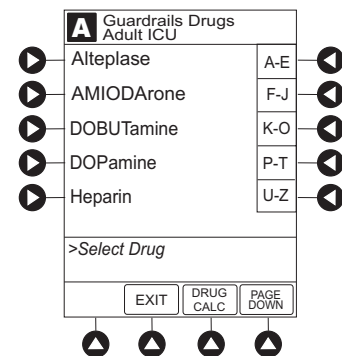 A Guardrails Drugs
Adult ICU
Alteplase A-E
AMIODArone F-J
DOBUTamine K-O
DOPamine P-T
Heparin U-Z
>Select Drug
EXIT DRUG CALC PAGE DOWN